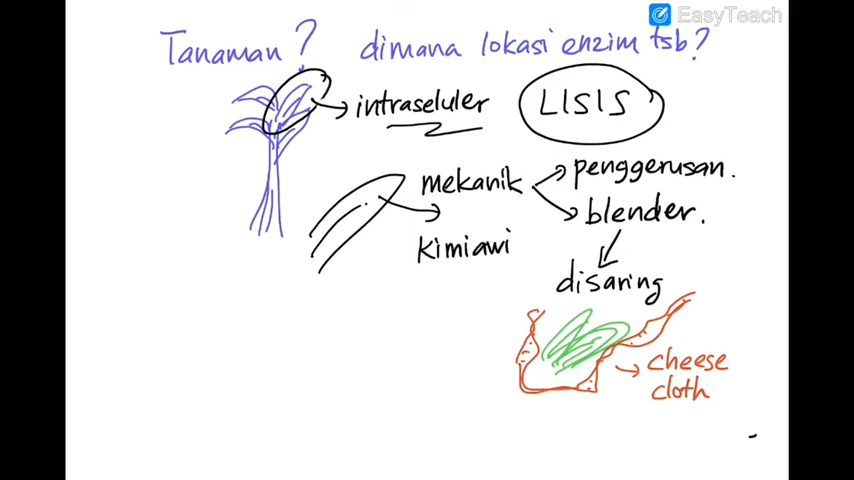 EasyTeach
Tanaman? dimana lokasi enzim tsb?
intraseluler LISIS
mekanik penggerusan.
blender.
kimiawi
disaring
cheese
cloth